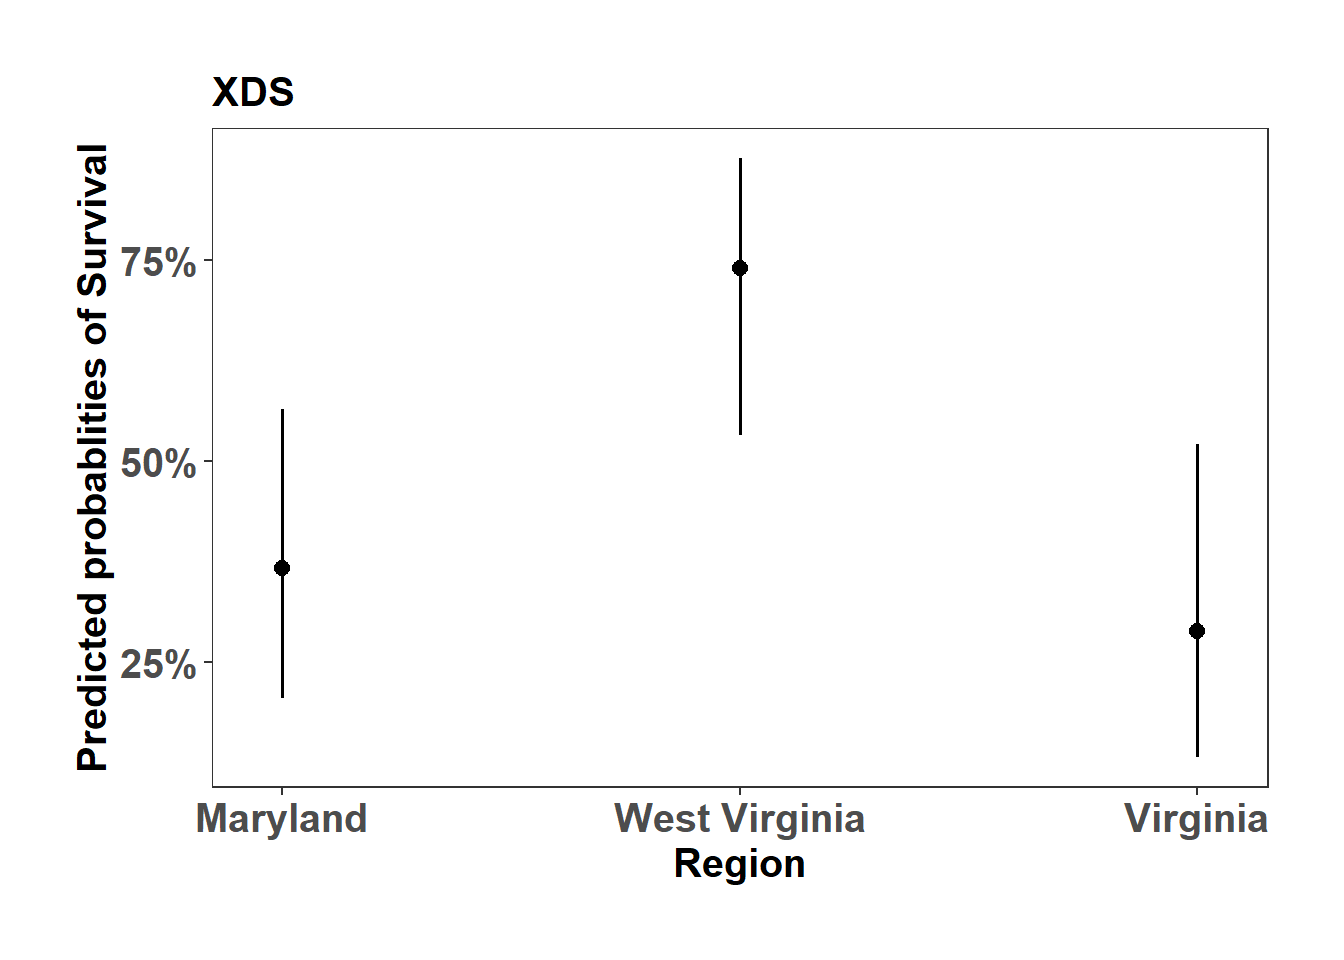 XDS
Predicted probablities of Survival
75%
50%
25%
Maryland
West Virginia
Virginia
Region